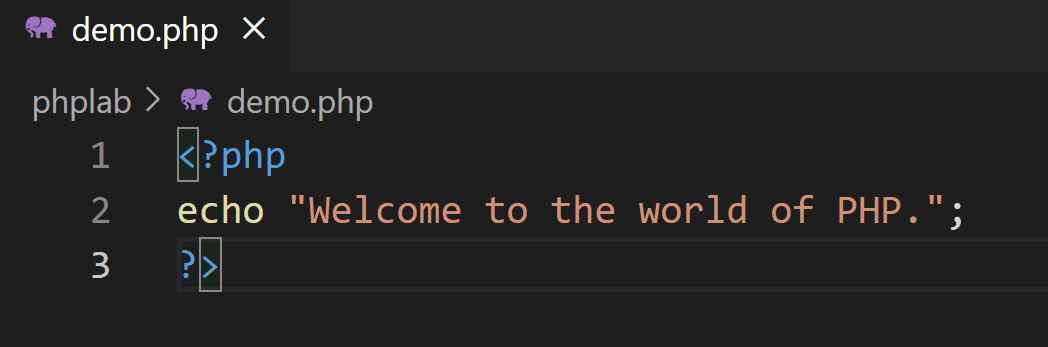 demo.php ×
phplab > demo.php
1 <?php
2 echo "Welcome to the world of PHP.";
3 ?>